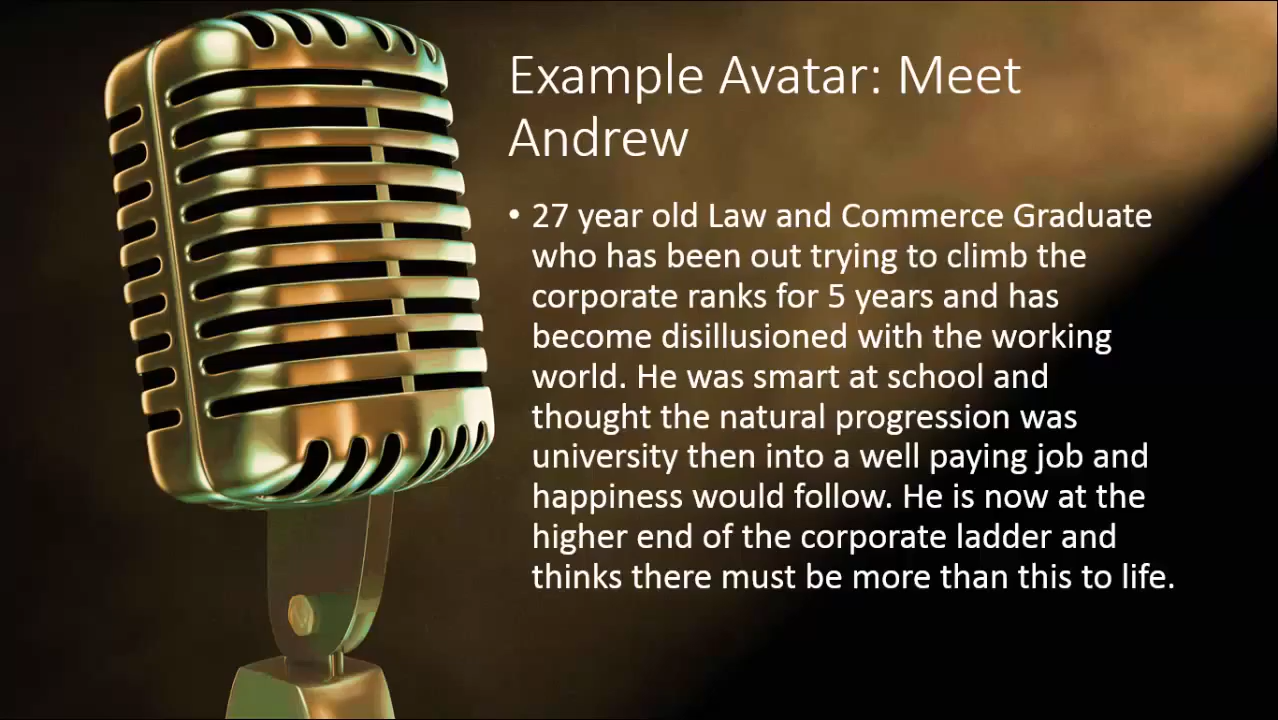 Example Avatar: Meet
Andrew
• 27 year old Law and Commerce Graduate
who has been out trying to climb the
corporate ranks for 5 years and has
become disillusioned with the working
world. He was smart at school and
thought the natural progression was
university then into a well paying job and
happiness would follow. He is now at the
higher end of the corporate ladder and
thinks there must be more than this to life.